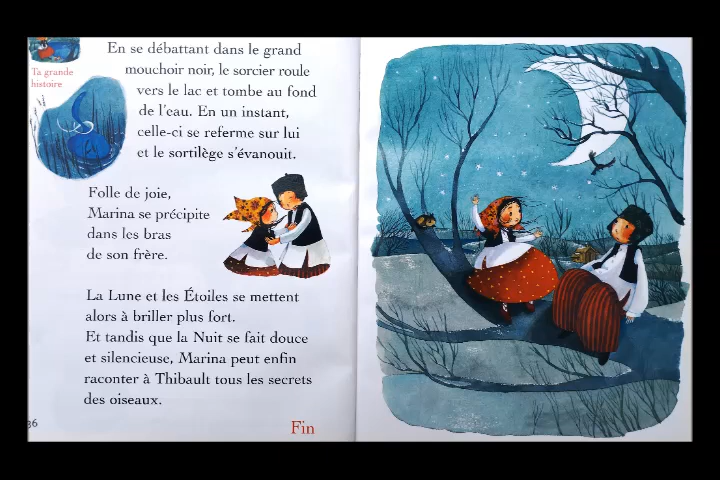 Ta grande
histoire
En se débattant dans le grand
mouchoir noir, le sorcier roule
vers le lac et tombe au fond
de l'eau. En un instant,
celle-ci se referme sur lui
et le sortilège s'évanouit.
Folle de joie,
Marina se précipite
dans les bras
de son frère.
La Lune et les Étoiles se mettent
alors à briller plus fort.
Et tandis que la Nuit se fait douce
et silencieuse, Marina peut enfin
raconter à Thibault tous les secrets
des oiseaux.
36
Fin